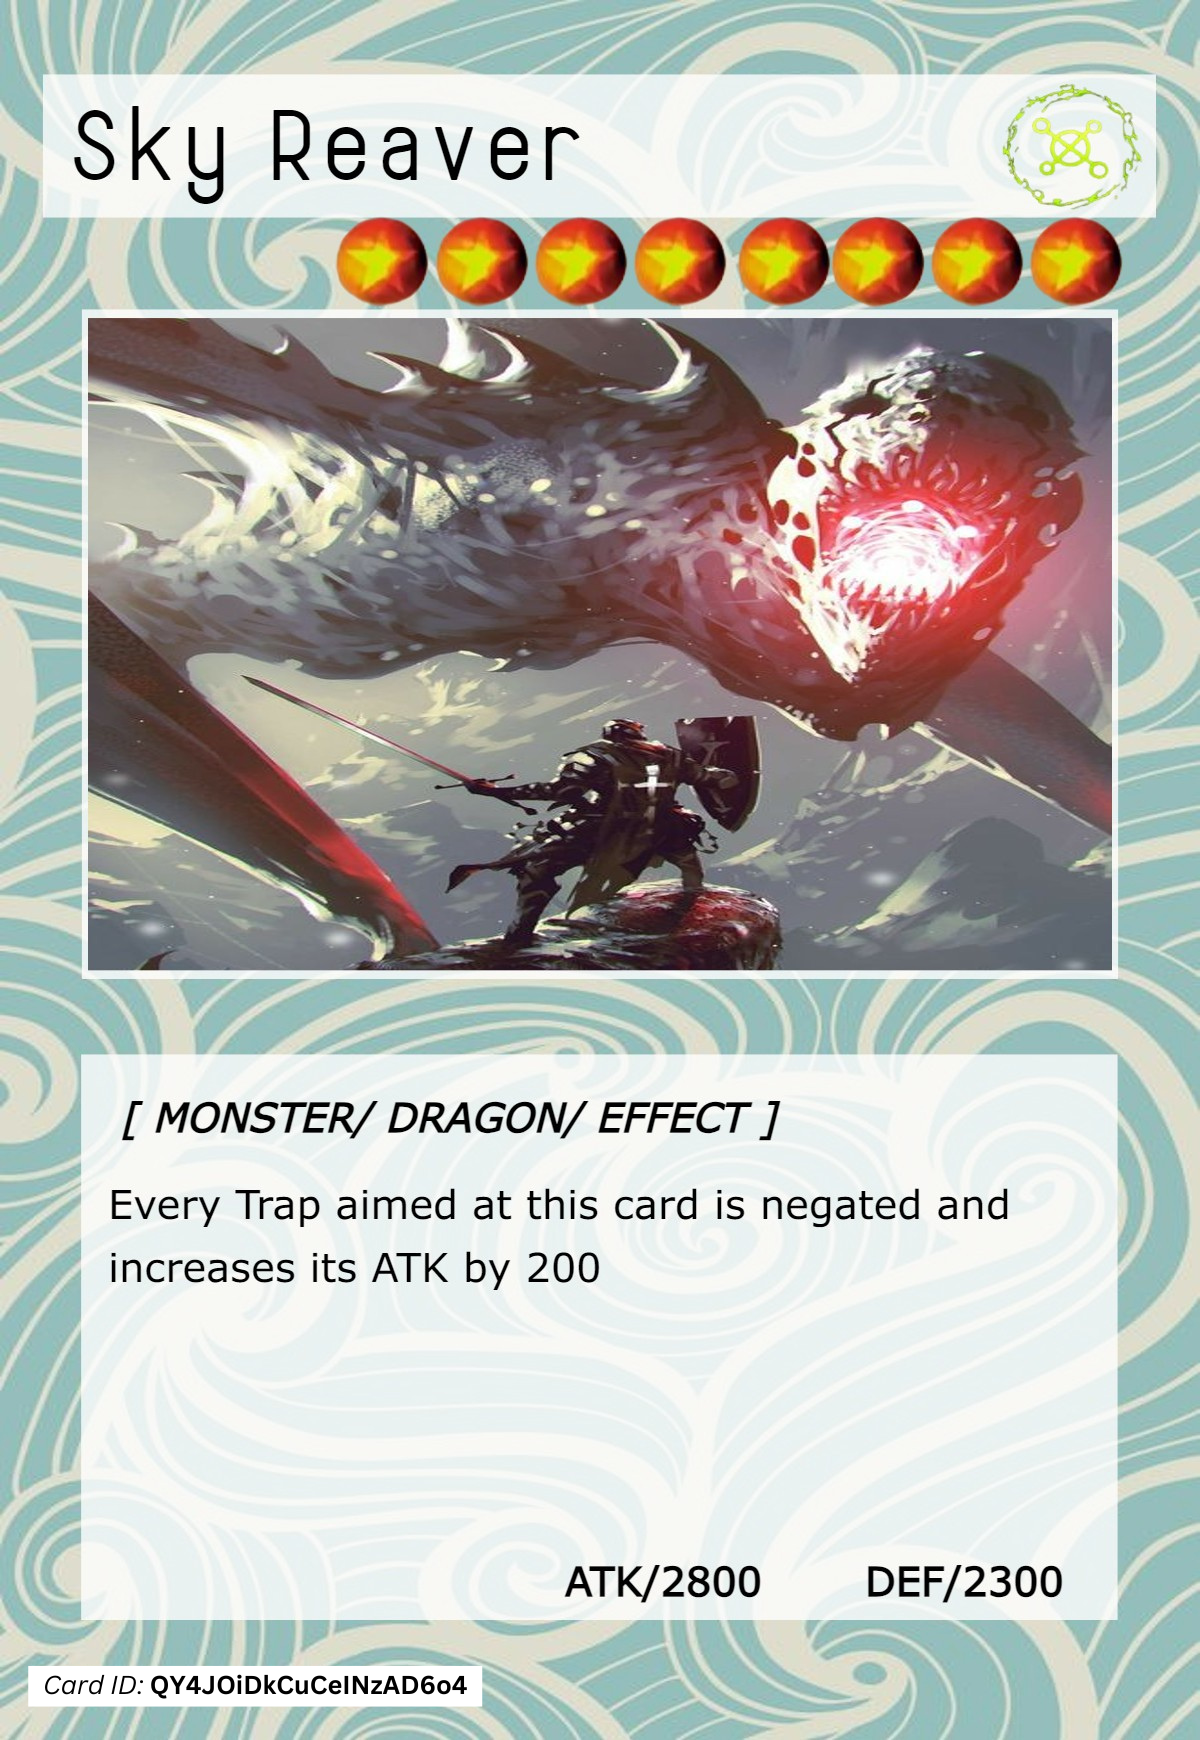 Sky Reaver
[ MONSTER/ DRAGON/ EFFECT ]
Every Trap aimed at this card is negated and
increases its ATK by 200
ATK/2800 DEF/2300
Card ID: QY4JOiDkCuCeINzAD6o4